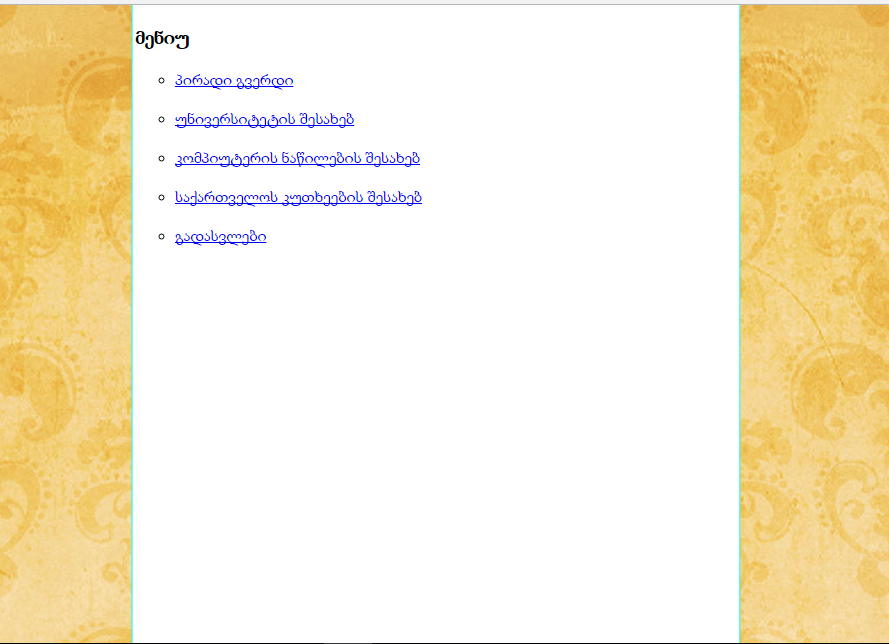 მენიუ
პირადი გვერდი
უნივერსიტეტის შესახებ
კომპიუტერის ნაწილების შესახებ
საქართველოს კუთხეების შესახებ
გადასვლები